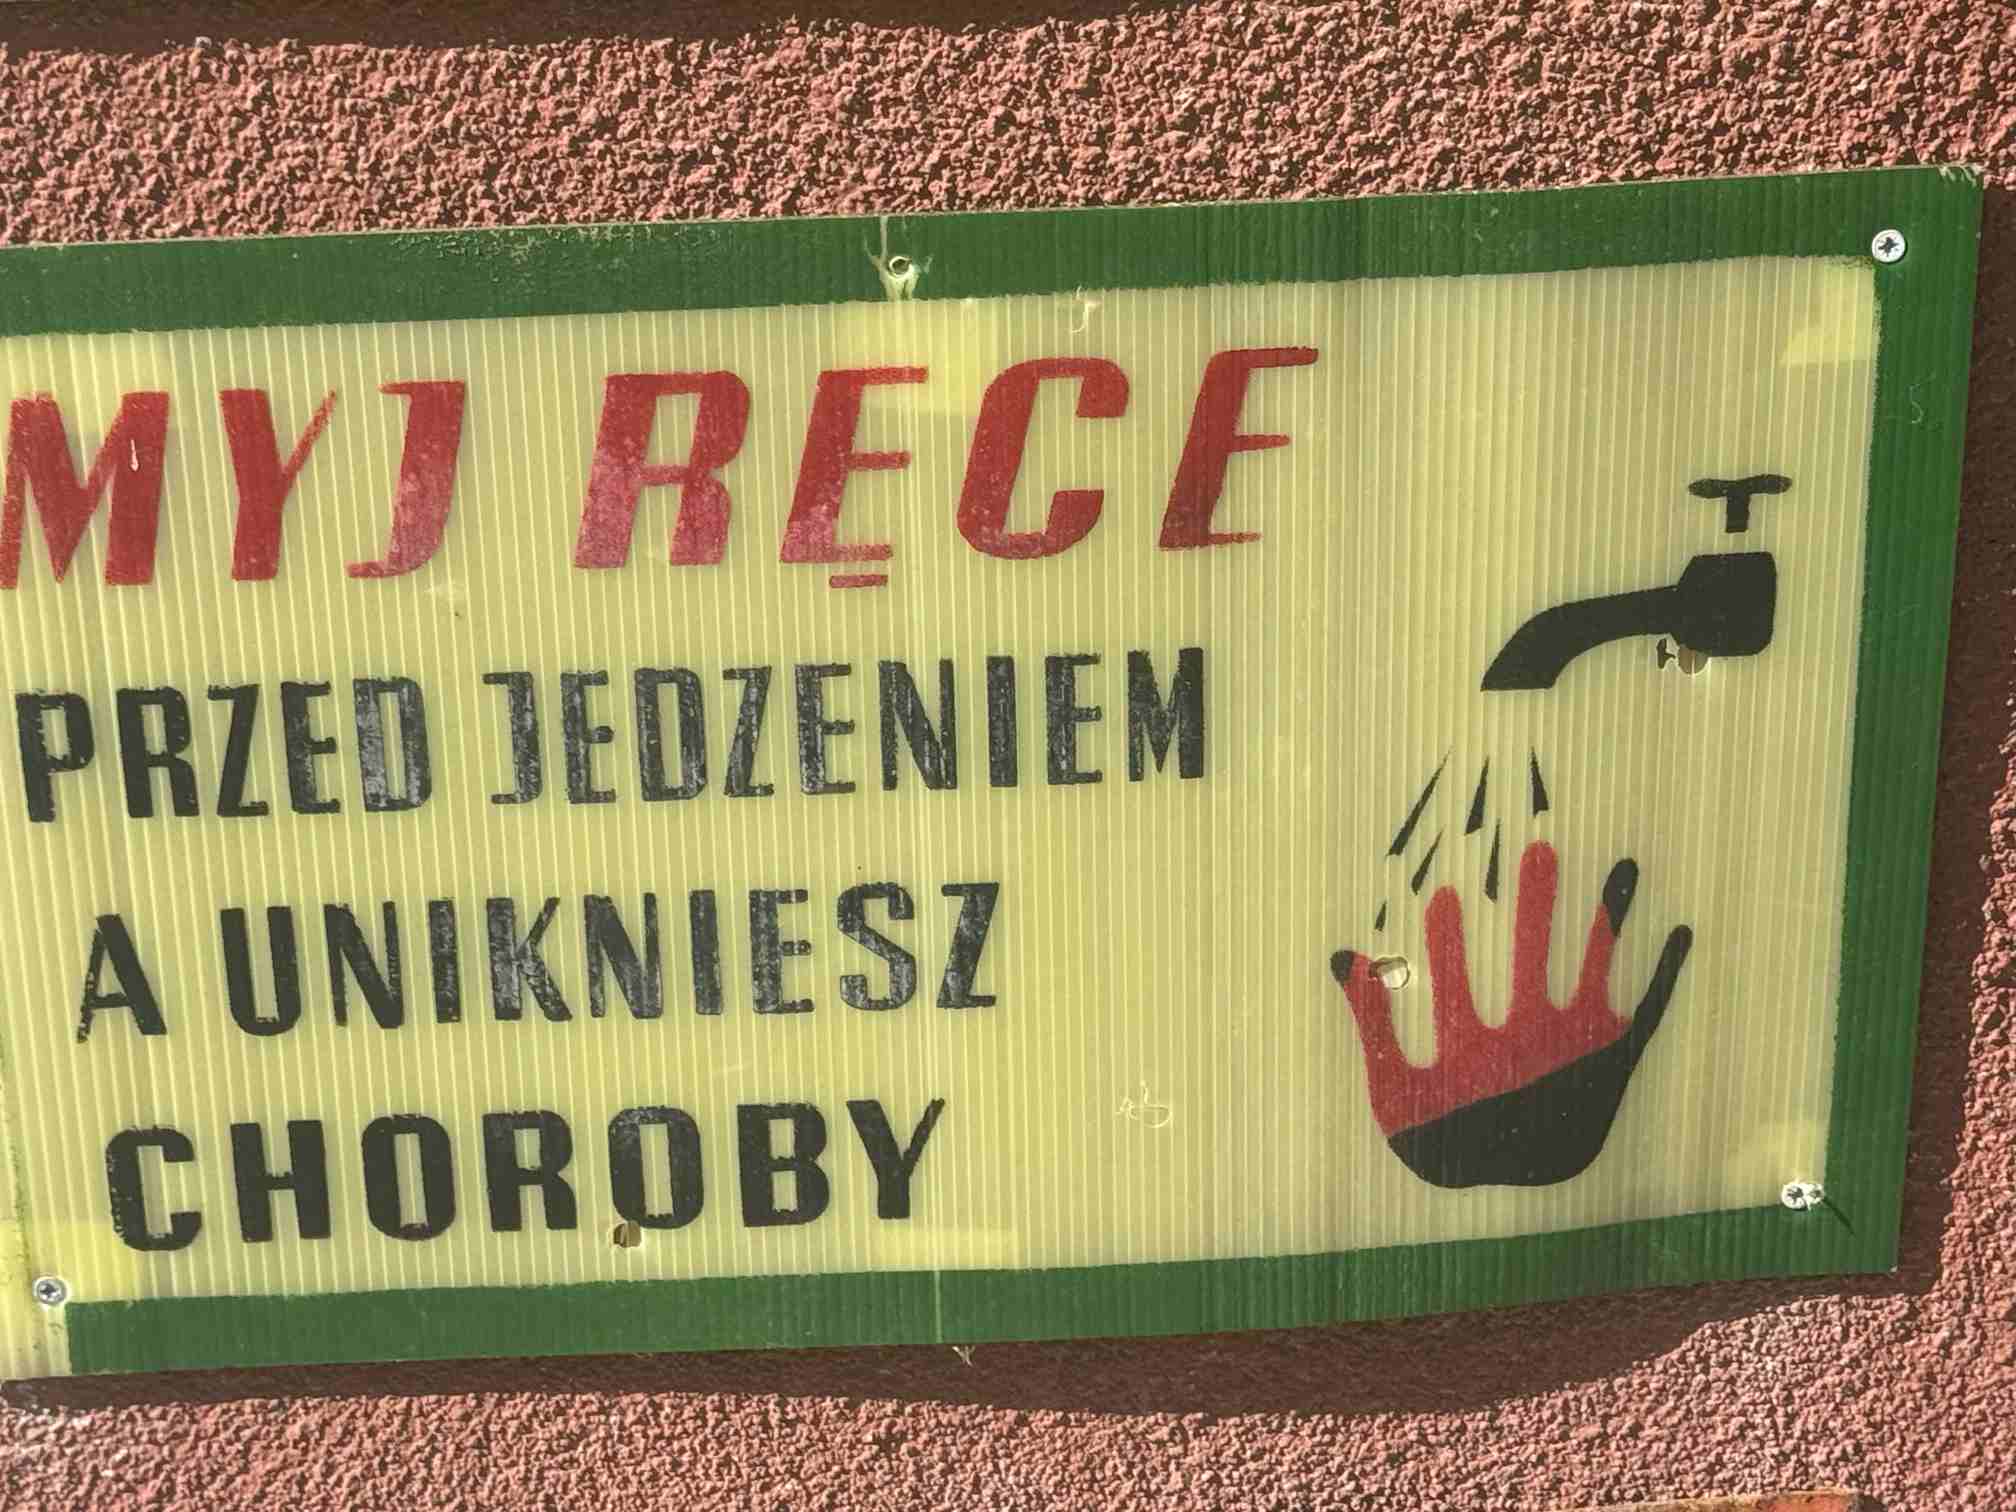 MYJ RĘCE
PRZED JEDZENIEM
A UNIKNIESZ
CHOROBY